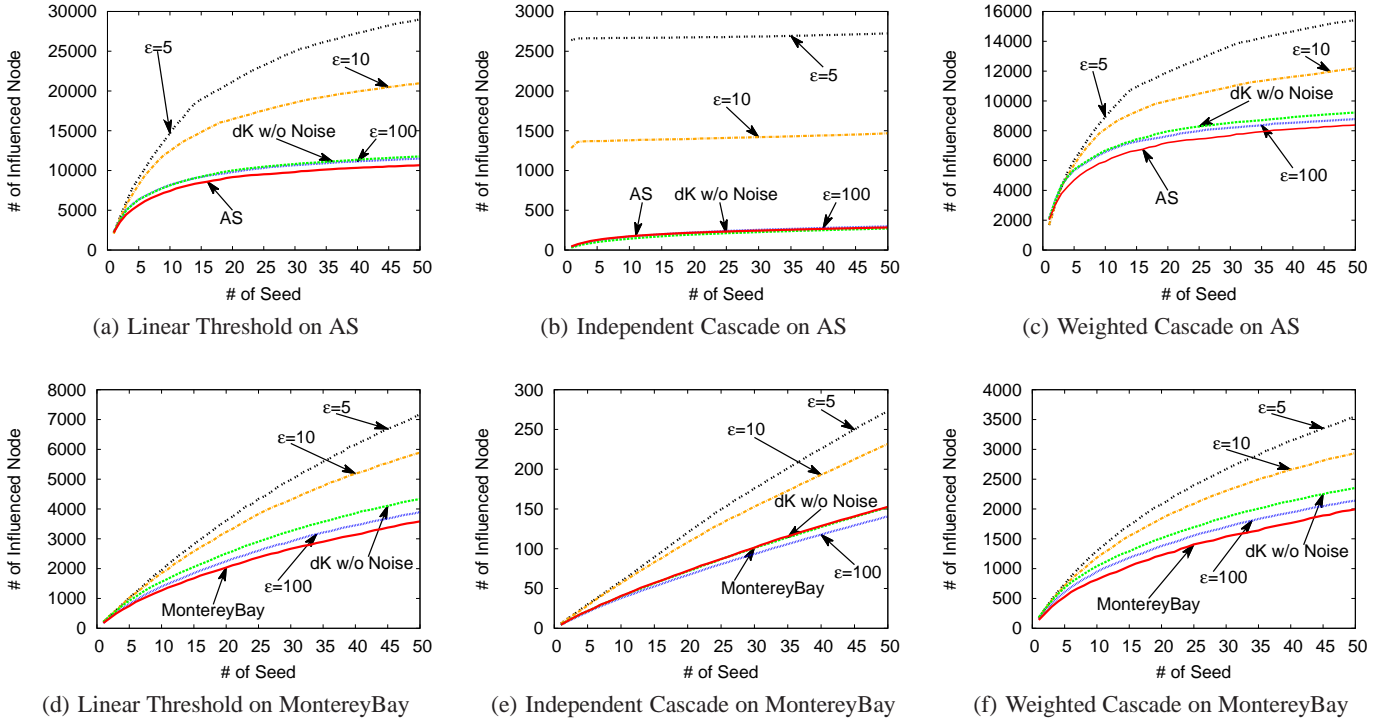 30000
25000
20000
15000
10000
5000
0
# of Influenced Node
0 5 10 15 20 25 30 35 40 45 50
# of Seed
ε=5
ε=10
dK w/o Noise
ε=100
AS
(a) Linear Threshold on AS
3000
2500
2000
1500
1000
500
0
# of Influenced Node
0 5 10 15 20 25 30 35 40 45 50
# of Seed
ε=5
ε=10
AS
dK w/o Noise
ε=100
(b) Independent Cascade on AS
16000
14000
12000
10000
8000
6000
4000
2000
0
# of Influenced Node
0 5 10 15 20 25 30 35 40 45 50
# of Seed
ε=5
ε=10
dK w/o Noise
ε=100
AS
(c) Weighted Cascade on AS
8000
7000
6000
5000
4000
3000
2000
1000
0
# of Influenced Node
0 5 10 15 20 25 30 35 40 45 50
# of Seed
ε=5
ε=10
dK w/o Noise
ε=100
MontereyBay
(d) Linear Threshold on MontereyBay
300
250
200
150
100
50
0
# of Influenced Node
0 5 10 15 20 25 30 35 40 45 50
# of Seed
ε=5
ε=10
dK w/o Noise
ε=100
MontereyBay
(e) Independent Cascade on MontereyBay
4000
3500
3000
2500
2000
1500
1000
500
0
# of Influenced Node
0 5 10 15 20 25 30 35 40 45 50
# of Seed
ε=5
ε=10
dK w/o Noise
ε=100
MontereyBay
(f) Weighted Cascade on MontereyBay